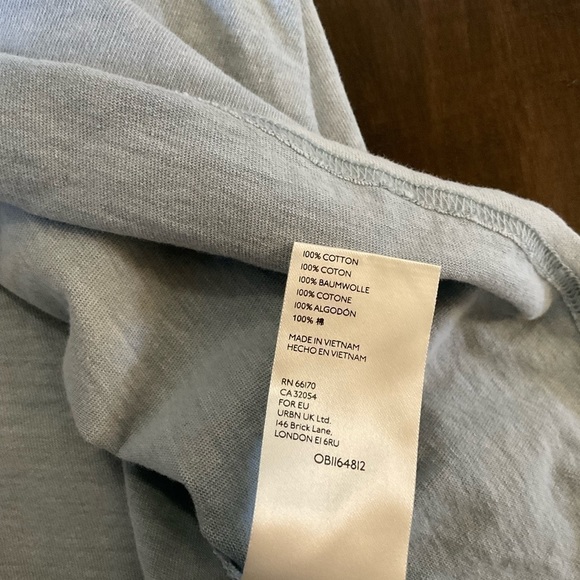 100% COTTON
100% COTON
100% BAUMWOLLE
100% COTONE
100% ALGODÓN
100% 棉
MADE IN VIETNAM
HECHO EN VIETNAM
RN 66170
CA 32054
FOR EU
URBN UK Ltd.
146 Brick Lane,
LONDON E1 6RU
OB1164812